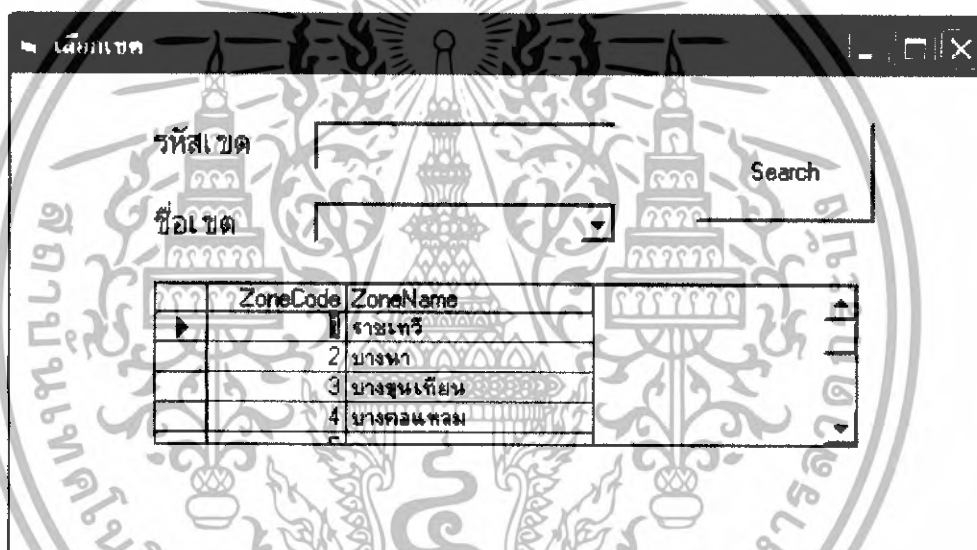 เลือกเขต
รหัสเขต
Search
ชื่อเขต
ZoneCode ZoneName
1 ราชเทวี
2 บางนา
3 บางขุนเทียน
4 บางคอแหลม